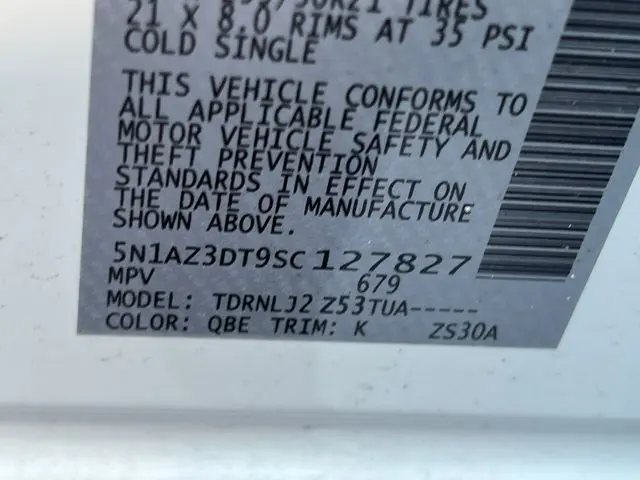 21 X 8.0 RIMS AT 35 PSI
COLD SINGLE
THIS VEHICLE CONFORMS TO
ALL APPLICABLE FEDERAL
MOTOR VEHICLE SAFETY AND
THEFT PREVENTION
STANDARDS IN EFFECT ON
THE DATE OF MANUFACTURE
SHOWN ABOVE.
5N1AZ3DT9SC127827
MPV 679
MODEL: TDRNLJ2 Z53TUA-----
COLOR: QBE TRIM: K ZS30A